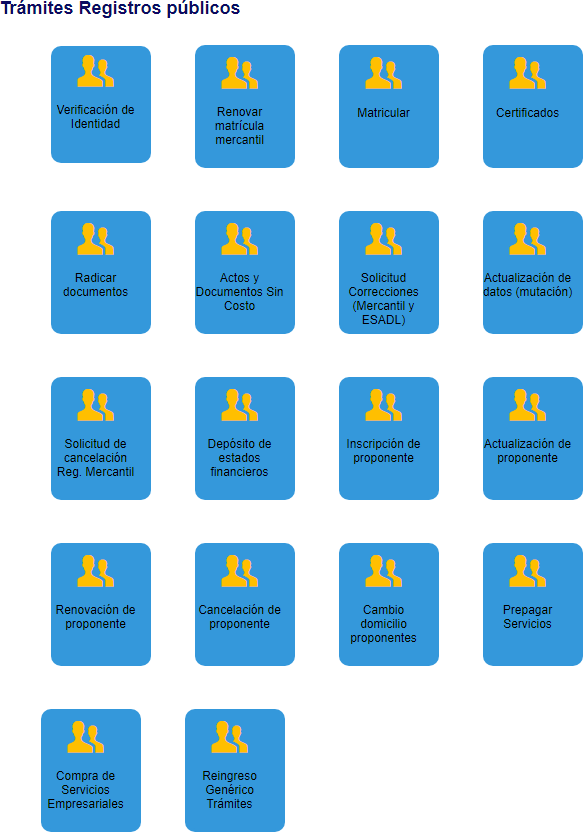 Trámites Registros públicos
Verificación de
Identidad
Renovar
matrícula
mercantil
Matricular
Certificados
Radicar
documentos
Actos y
Documentos Sin
Costo
Solicitud
Correcciones
(Mercantil y
ESADL)
Actualización de
datos (mutación)
Solicitud de
cancelación
Reg. Mercantil
Depósito de
estados
financieros
Inscripción de
proponente
Actualización de
proponente
Renovación de
proponente
Cancelación de
proponente
Cambio
domicilio
proponentes
Prepagar
Servicios
Compra de
Servicios
Empresariales
Reingreso
Genérico
Trámites